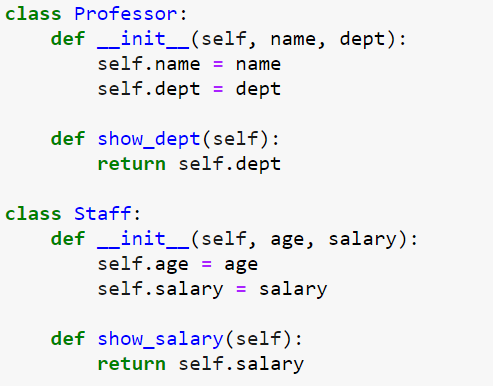 class Professor:
    def __init__(self, name, dept):
        self.name = name
        self.dept = dept

    def show_dept(self):
        return self.dept

class Staff:
    def __init__(self, age, salary):
        self.age = age
        self.salary = salary

    def show_salary(self):
        return self.salary